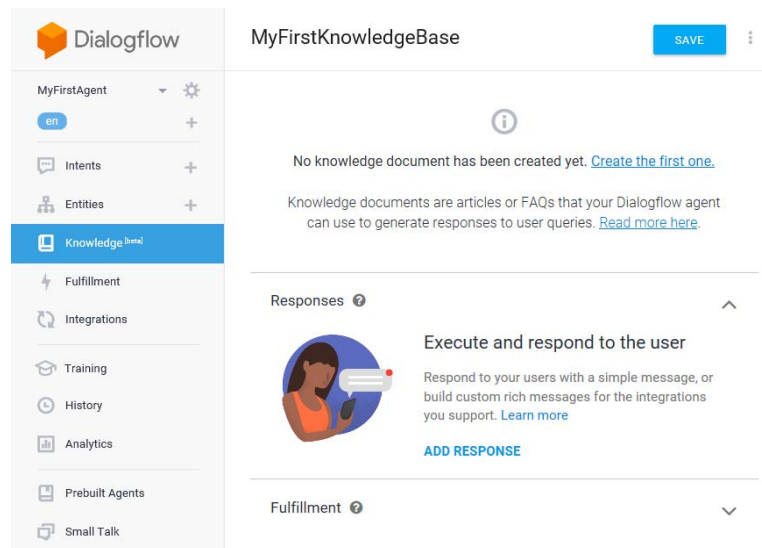 Dialogflow
MyFirstAgent
en
Intents
Entities
Knowledge [beta]
Fulfillment
Integrations
Training
History
Analytics
Prebuilt Agents
Small Talk
MyFirstKnowledgeBase
SAVE
No knowledge document has been created yet. Create the first one.
Knowledge documents are articles or FAQs that your Dialogflow agent
can use to generate responses to user queries. Read more here.
Responses
Execute and respond to the user
Respond to your users with a simple message, or
build custom rich messages for the integrations
you support. Learn more
ADD RESPONSE
Fulfillment